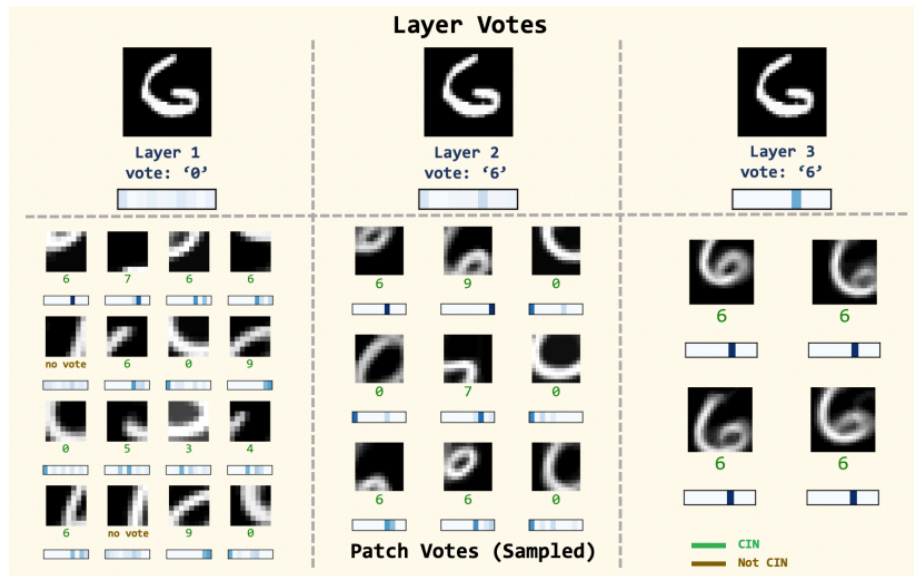 Layer Votes
Layer 1
vote: ‘0’
Layer 2
vote: ‘6’
Layer 3
vote: ‘6’
6 7 6 6
no vote 6 0 9
0 5 3 4
6 no vote 9 0
6 9 0
0 7 0
6 6 0
6 6
6 6
Patch Votes (Sampled)
CIN
Not CIN